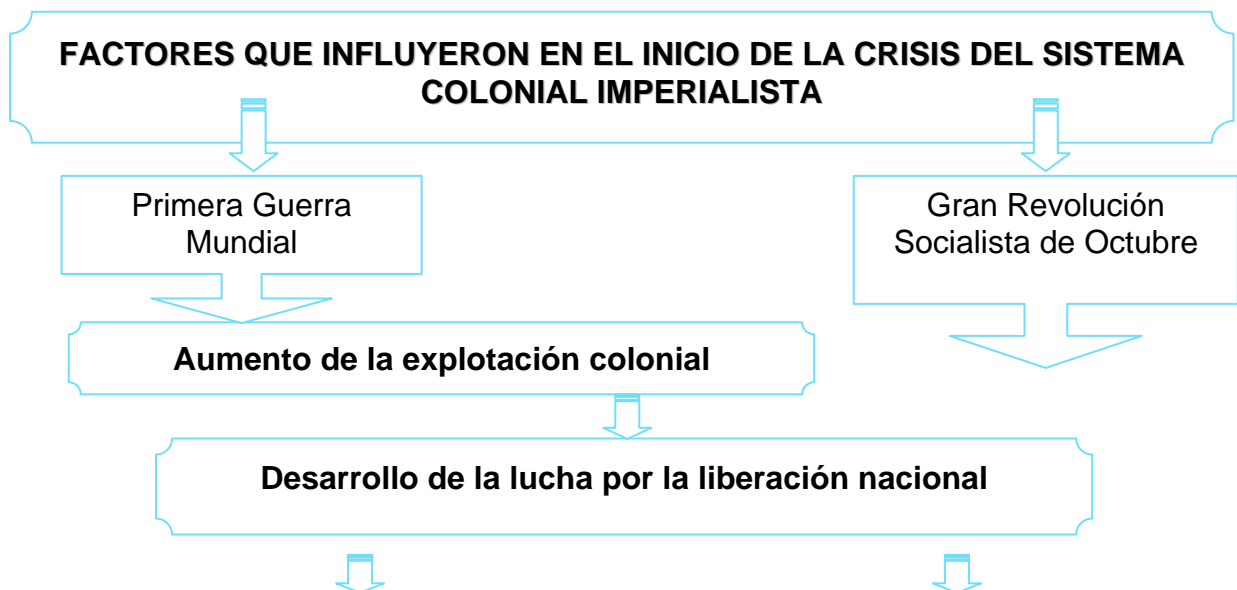 FACTORES QUE INFLUYERON EN EL INICIO DE LA CRISIS DEL SISTEMA
COLONIAL IMPERIALISTA
Primera Guerra
Mundial
Gran Revolución
Socialista de Octubre
Aumento de la explotación colonial
Desarrollo de la lucha por la liberación nacional